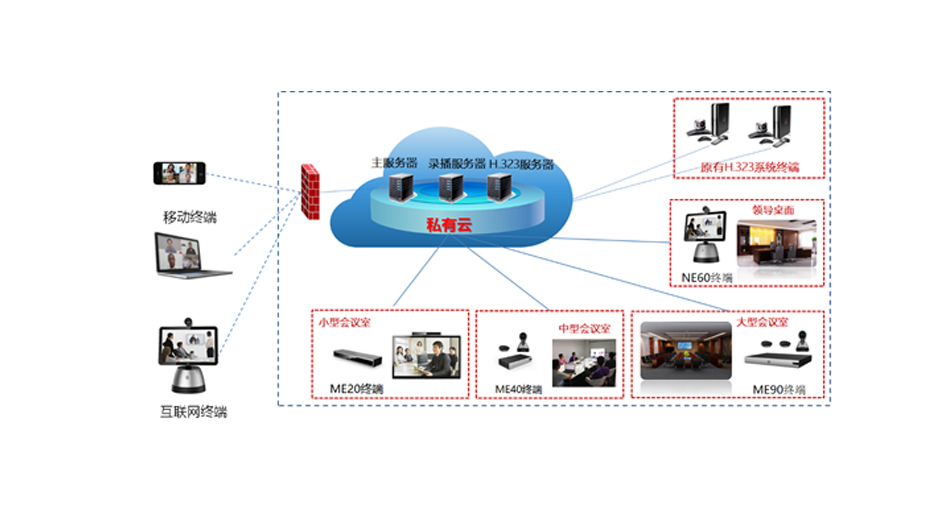 主服务器 录播服务器 H.323服务器
私有云
原有H.323系统终端
移动终端
领导桌面
NE60终端
小型会议室
ME20终端
中型会议室
ME40终端
大型会议室
ME90终端
互联网终端